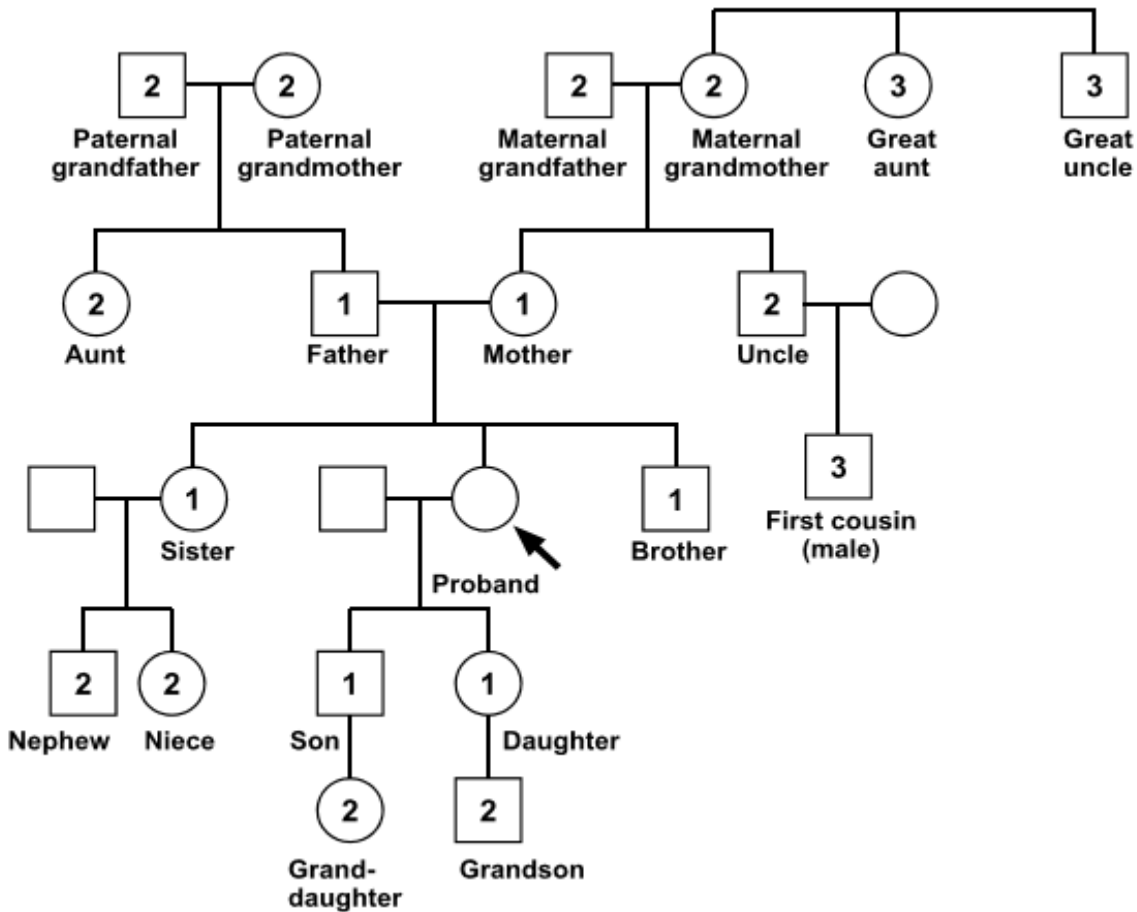 2
2
2
2
3
3
Paternal
grandfather
Paternal
grandmother
Maternal
grandfather
Maternal
grandmother
Great
aunt
Great
uncle
2
1
1
2
Aunt
Father
Mother
Uncle
1
1
3
Sister
Proband
Brother
First cousin
(male)
2
2
1
1
Nephew
Niece
Son
Daughter
2
2
Grand-
daughter
Grandson